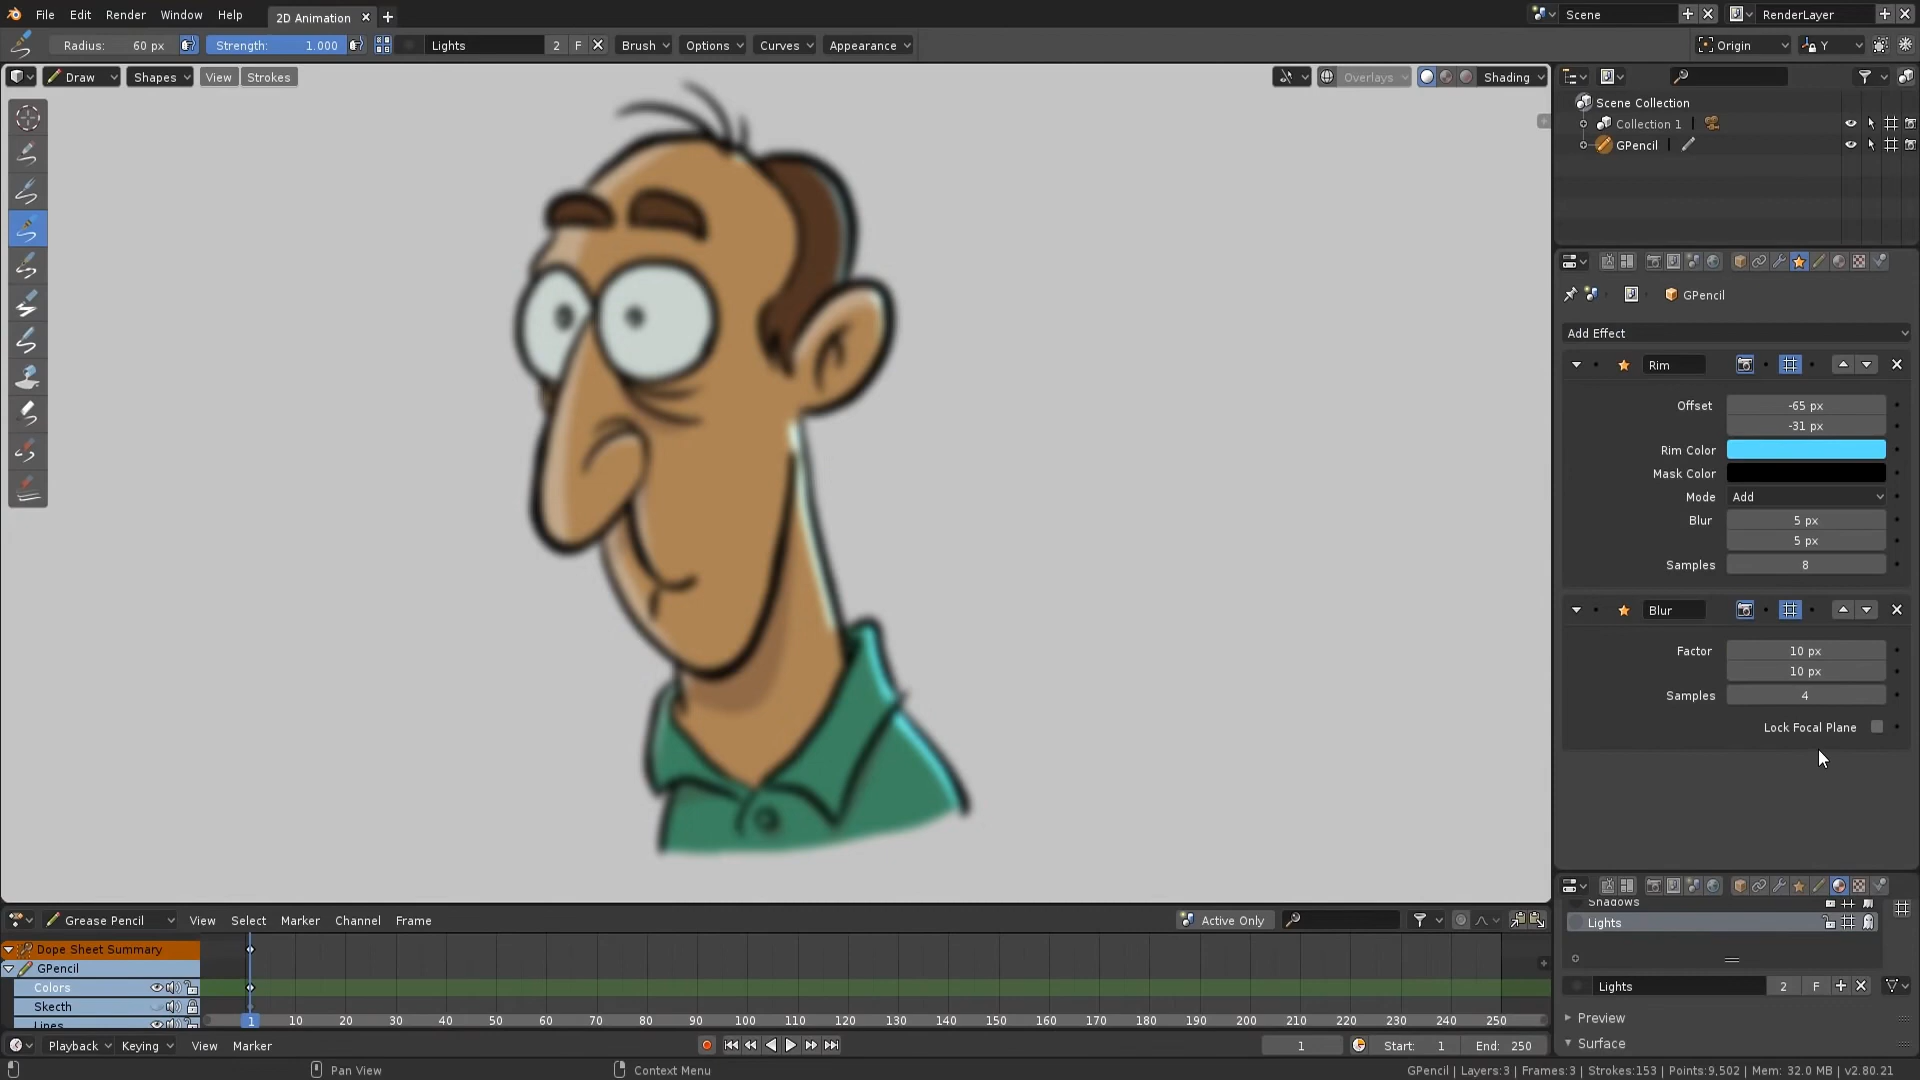 File Edit Render Window Help 2D Animation Scene RenderLayer
Radius: 60 px Strength: 1.000 Lights 2 F Brush Options Curves Appearance Origin Y
Draw Shapes View Strokes Overlays Shading
Scene Collection
Collection 1
GPencil
GPencil
Add Effect
Rim
Offset -65 px
-31 px
Rim Color
Mask Color
Mode Add
Blur 5 px
5 px
Samples 8
Blur
Factor 10 px
10 px
Samples 4
Lock Focal Plane
Shadows
Lights
Lights 2 F
Preview
Surface
Grease Pencil View Select Marker Channel Frame Active Only
Dope Sheet Summary
GPencil
Colors
Skecth
Lines
1 10 20 30 40 50 60 70 80 90 100 110 120 130 140 150 160 170 180 190 200 210 220 230 240 250
Playback Keying View Marker 1 Start: 1 End: 250
Pan View Context Menu GPencil | Layers:3 | Frames:3 | Strokes:153 | Points:9,502 | Mem: 32.0 MB | v2.80.21